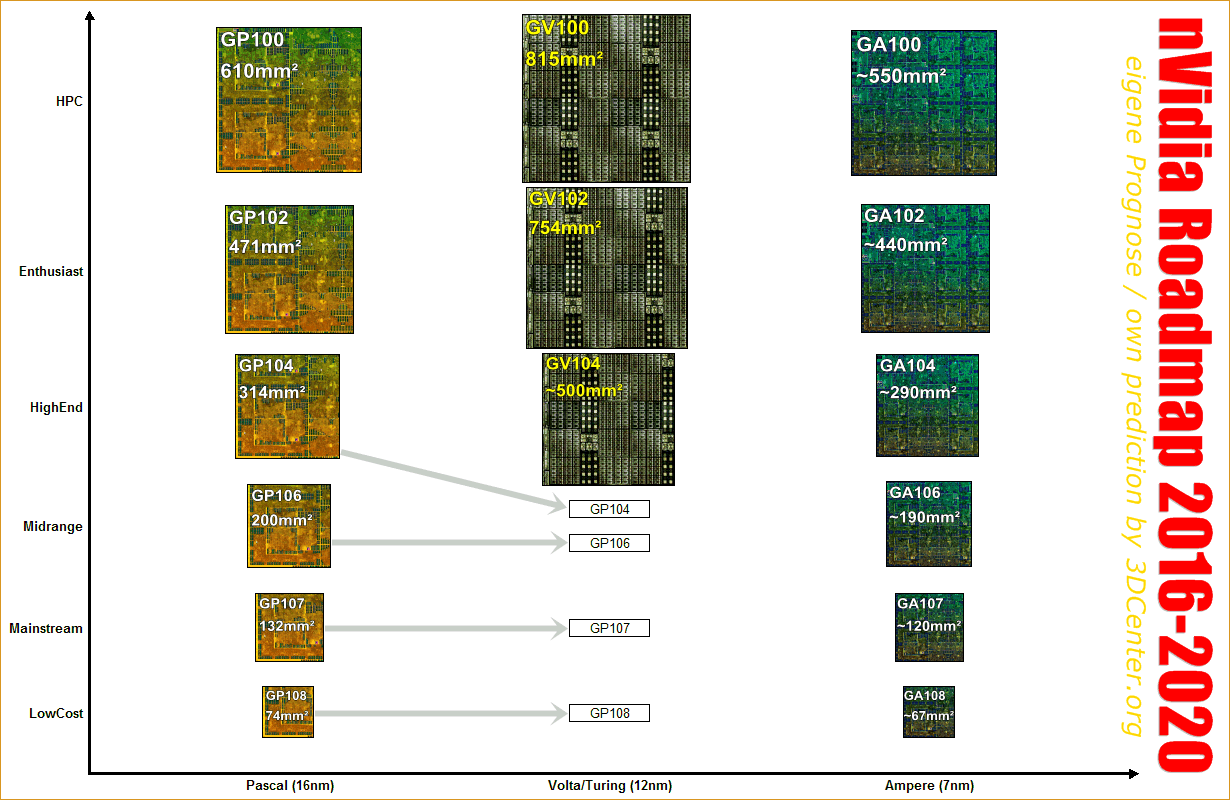 HPC
GP100
610mm²
GV100
815mm²
GA100
~550mm²
Enthusiast
GP102
471mm²
GV102
754mm²
GA102
~440mm²
HighEnd
GP104
314mm²
GV104
~500mm²
GA104
~290mm²
Midrange
GP106
200mm²
GP104
GP106
GA106
~190mm²
Mainstream
GP107
132mm²
GP107
GA107
~120mm²
LowCost
GP108
74mm²
GP108
GA108
~67mm²
Pascal (16nm)
Volta/Turing (12nm)
Ampere (7nm)
nVidia Roadmap 2016-2020
eigene Prognose / own prediction by 3DCenter.org